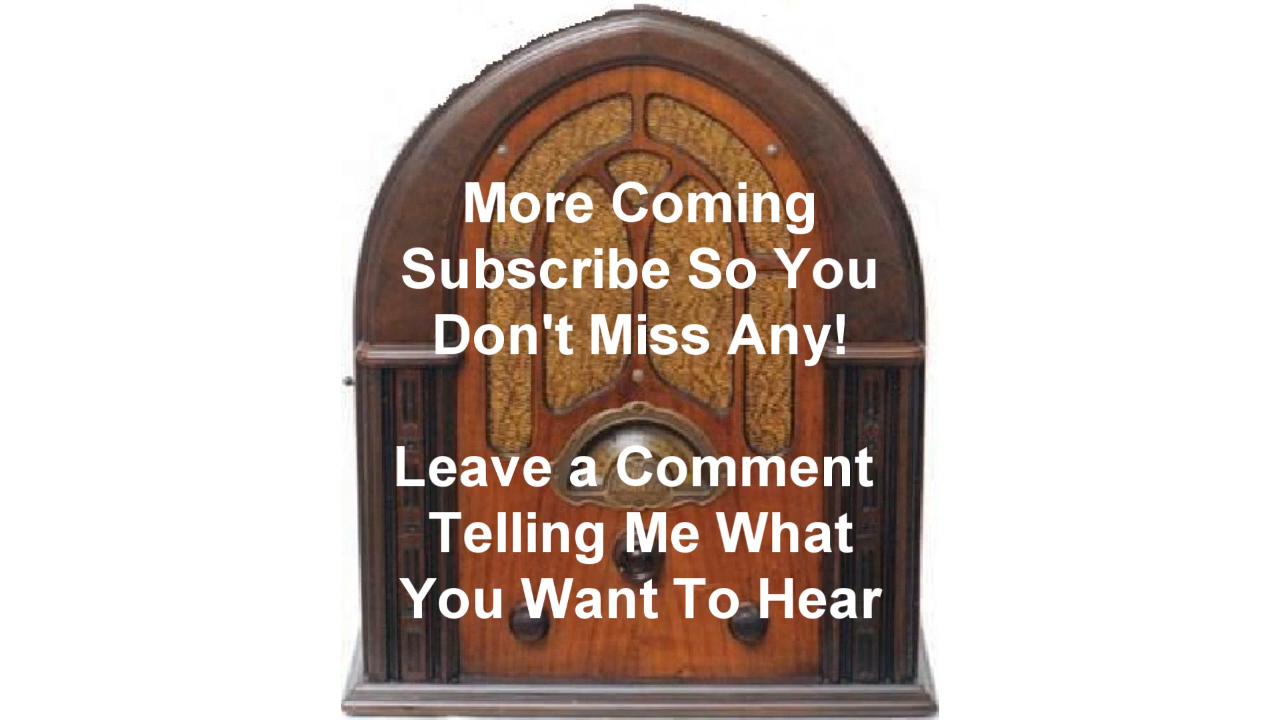 More Coming
Subscribe So You
Don't Miss Any!
Leave a Comment
Telling Me What
You Want To Hear